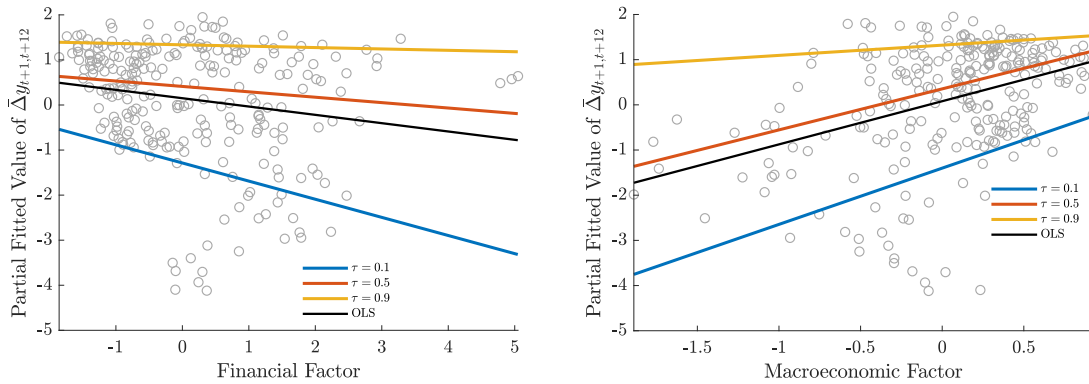 Partial Fitted Value of Δ̄y_{t+1,t+12}
2
1
0
-1
-2
-3
-4
-5
τ = 0.1
τ = 0.5
τ = 0.9
OLS
-1 0 1 2 3 4 5
Financial Factor
Partial Fitted Value of Δ̄y_{t+1,t+12}
2
1
0
-1
-2
-3
-4
-5
τ = 0.1
τ = 0.5
τ = 0.9
OLS
-1.5 -1 -0.5 0 0.5
Macroeconomic Factor